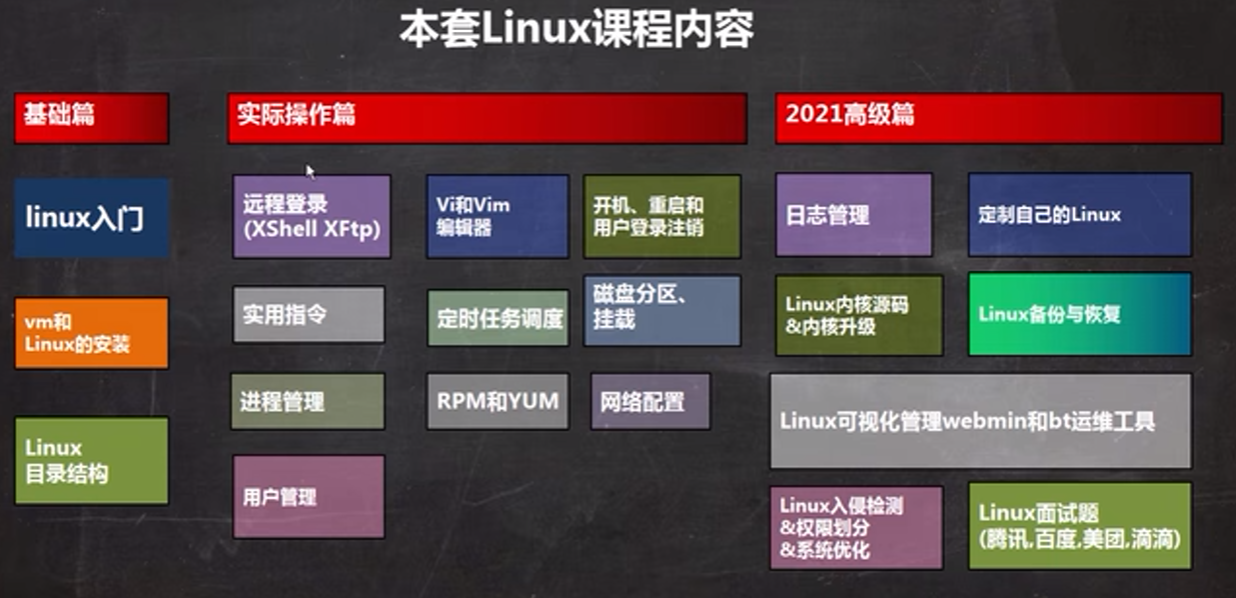 本套Linux课程内容
基础篇
linux入门
vm和
Linux的安装
Linux
目录结构
实际操作篇
远程登录
(XShell XFtp)
Vi和Vim
编辑器
开机、重启和
用户登录注销
实用指令
定时任务调度
磁盘分区、
挂载
进程管理
RPM和YUM
网络配置
用户管理
2021高级篇
日志管理
定制自己的Linux
Linux内核源码
&内核升级
Linux备份与恢复
Linux可视化管理webmin和bt运维工具
Linux入侵检测
&权限划分
&系统优化
Linux面试题
(腾讯,百度,美团,滴滴)